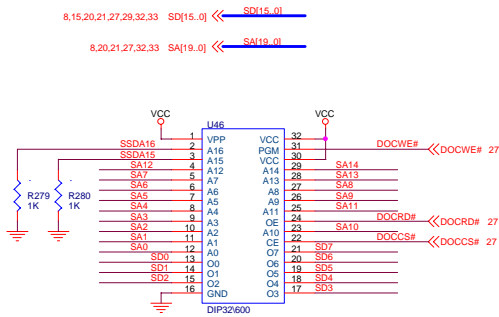 8,15,20,21,27,29,32,33 SD[15..0] SD[15..0]
8,20,21,27,32,33 SA[19..0] SA[19..0]
VCC VCC
U46
1 VPP VCC 32
SSDA16 2 A16 PGM 31 DOCWE# DOCWE# 27
SSDA15 3 A15 VCC 30
SA12 4 A12 A14 29 SA14
SA7 5 A7 A13 28 SA13
SA6 6 A6 A8 27 SA8
SA5 7 A5 A9 26 SA9
SA4 8 A4 A11 25 SA11
SA3 9 A3 OE 24 DOCRD# DOCRD# 27
SA2 10 A2 A10 23 SA10
SA1 11 A1 CE 22 DOCCS# DOCCS# 27
SA0 12 A0 O7 21 SD7
SD0 13 O0 O6 20 SD6
SD1 14 O1 O5 19 SD5
SD2 15 O2 O4 18 SD4
16 GND O3 17 SD3
R279 R280
1K 1K
DIP32\600